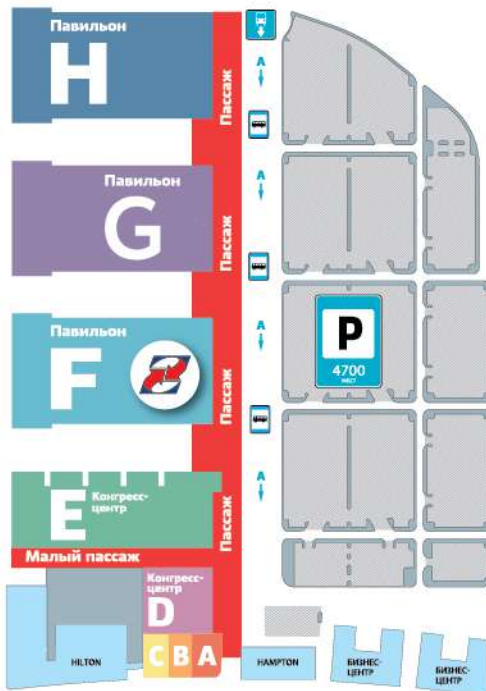 Павильон
H
Пассаж
A
Павильон
G
Пассаж
A
Павильон
F
Пассаж
A
P
4700
МЕСТ
E
Конгресс-
центр
Пассаж
A
Малый пассаж
Конгресс-
центр
D
C B A
HILTON
HAMPTON
БИЗНЕС-
ЦЕНТР
БИЗНЕС-
ЦЕНТР